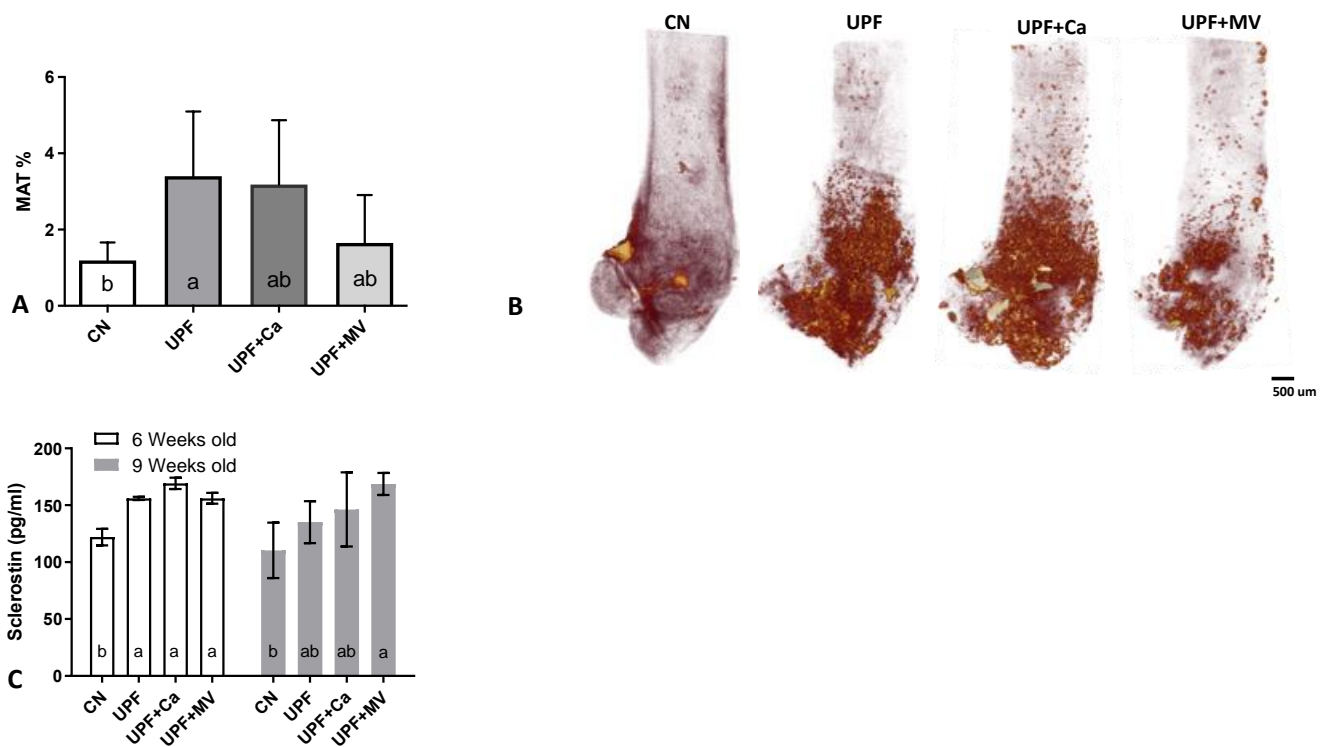 6
4
2
0
MAT %
b
a
ab
ab
CN
UPF
UPF+Ca
UPF+MV
A
CN
UPF
UPF+Ca
UPF+MV
B
500 um
6 Weeks old
9 Weeks old
200
150
100
50
0
Sclerostin (pg/ml)
b
a
a
a
b
ab
ab
a
CN
UPF
UPF+Ca
UPF+MV
CN
UPF
UPF+Ca
UPF+MV
C